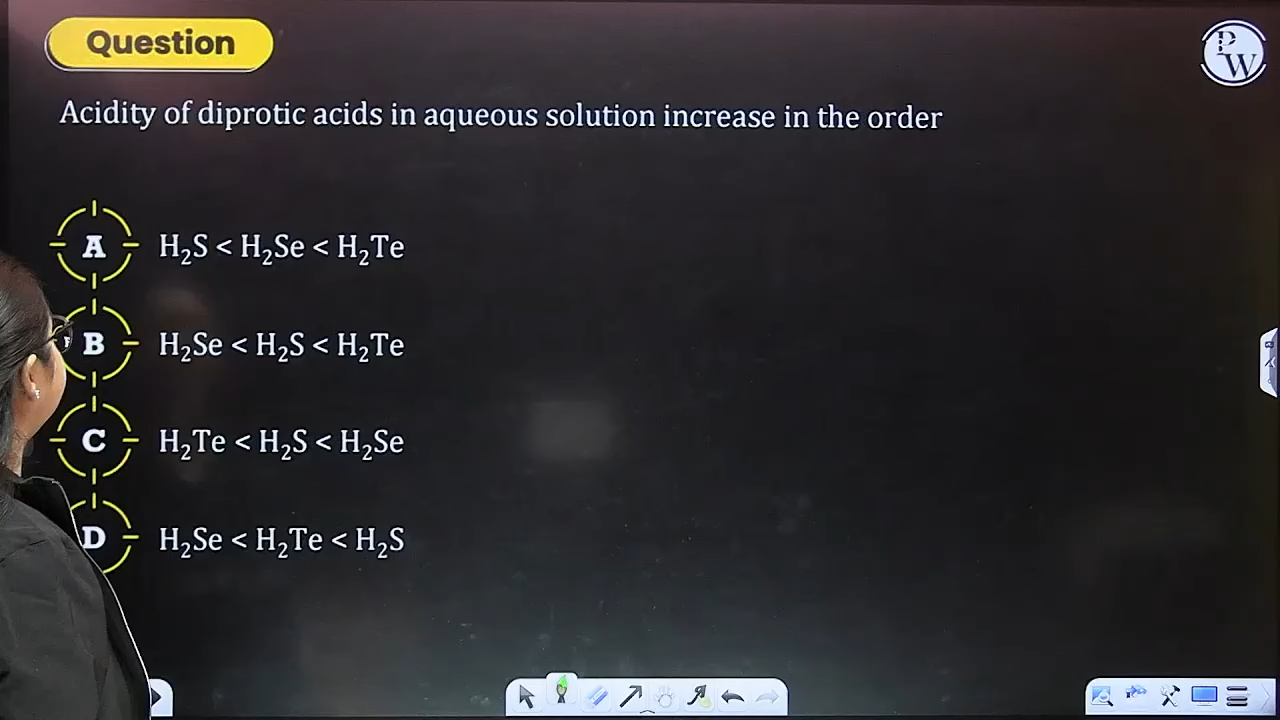 Question
P
W
Acidity of diprotic acids in aqueous solution increase in the order
A H₂S < H₂Se < H₂Te
B H₂Se < H₂S < H₂Te
C H₂Te < H₂S < H₂Se
D H₂Se < H₂Te < H₂S